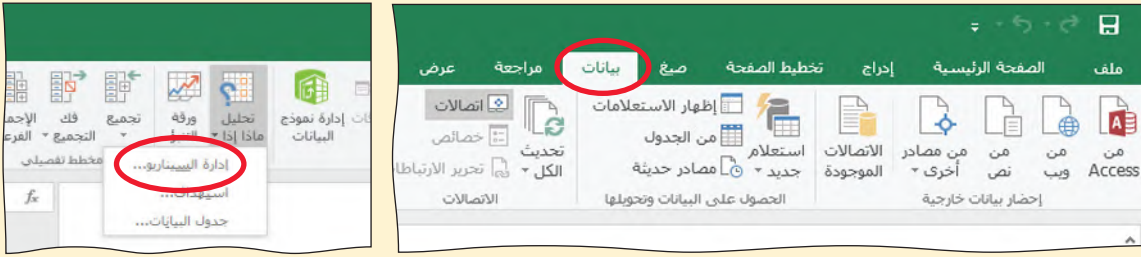 ملف الصفحة الرئيسية إدراج تخطيط الصفحة صيغ بيانات مراجعة عرض
من Access
من ويب
من نص
من مصادر أخرى
الاتصالات الموجودة
إحضار بيانات خارجية
استعلام جديد
إظهار الاستعلامات
من الجدول
مصادر حديثة
الحصول على البيانات وتحويلها
تحديث الكل
اتصالات
خصائص
تحرير الارتباطا
الاتصالات
إدارة نموذج البيانات
تحليل ماذا إذا
ورقة
تجميع
فك التجميع
الإجما
الفرع
مخطط تفصيلي
إدارة السيناريو...
استهداف...
جدول البيانات...
fx